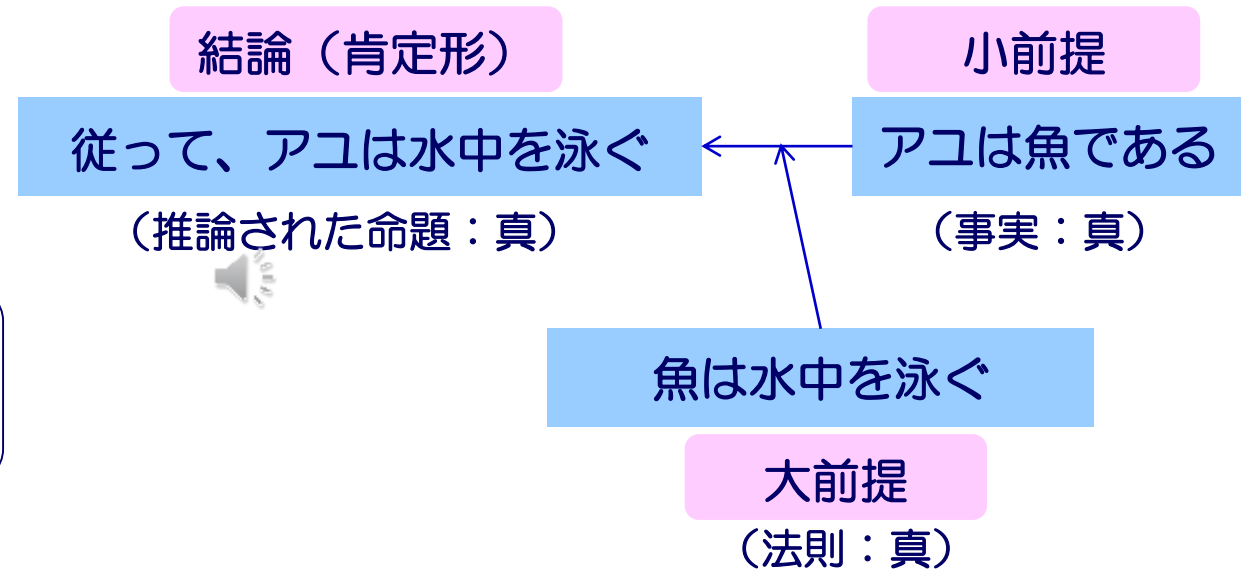 結論（肯定形）
小前提
従って、アユは水中を泳ぐ
アユは魚である
（推論された命題：真）
（事実：真）
魚は水中を泳ぐ
大前提
（法則：真）